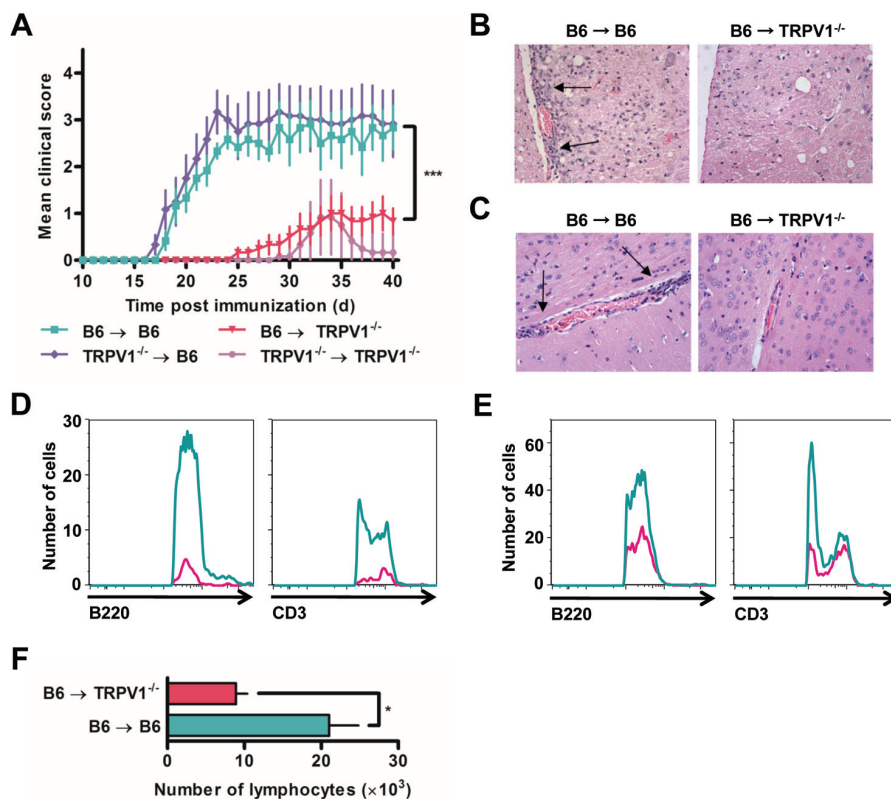 A
Mean clinical score
4
3
2
1
0
10 15 20 25 30 35 40
***
Time post immunization (d)
B6 → B6
B6 → TRPV1-/-
TRPV1-/- → B6
TRPV1-/- → TRPV1-/-
B
B6 → B6
B6 → TRPV1-/-
C
B6 → B6
B6 → TRPV1-/-
D
Number of cells
30
20
10
0
B220
CD3
E
Number of cells
60
40
20
0
B220
CD3
F
B6 → TRPV1-/-
B6 → B6
*
0 10 20 30
Number of lymphocytes (×10³)